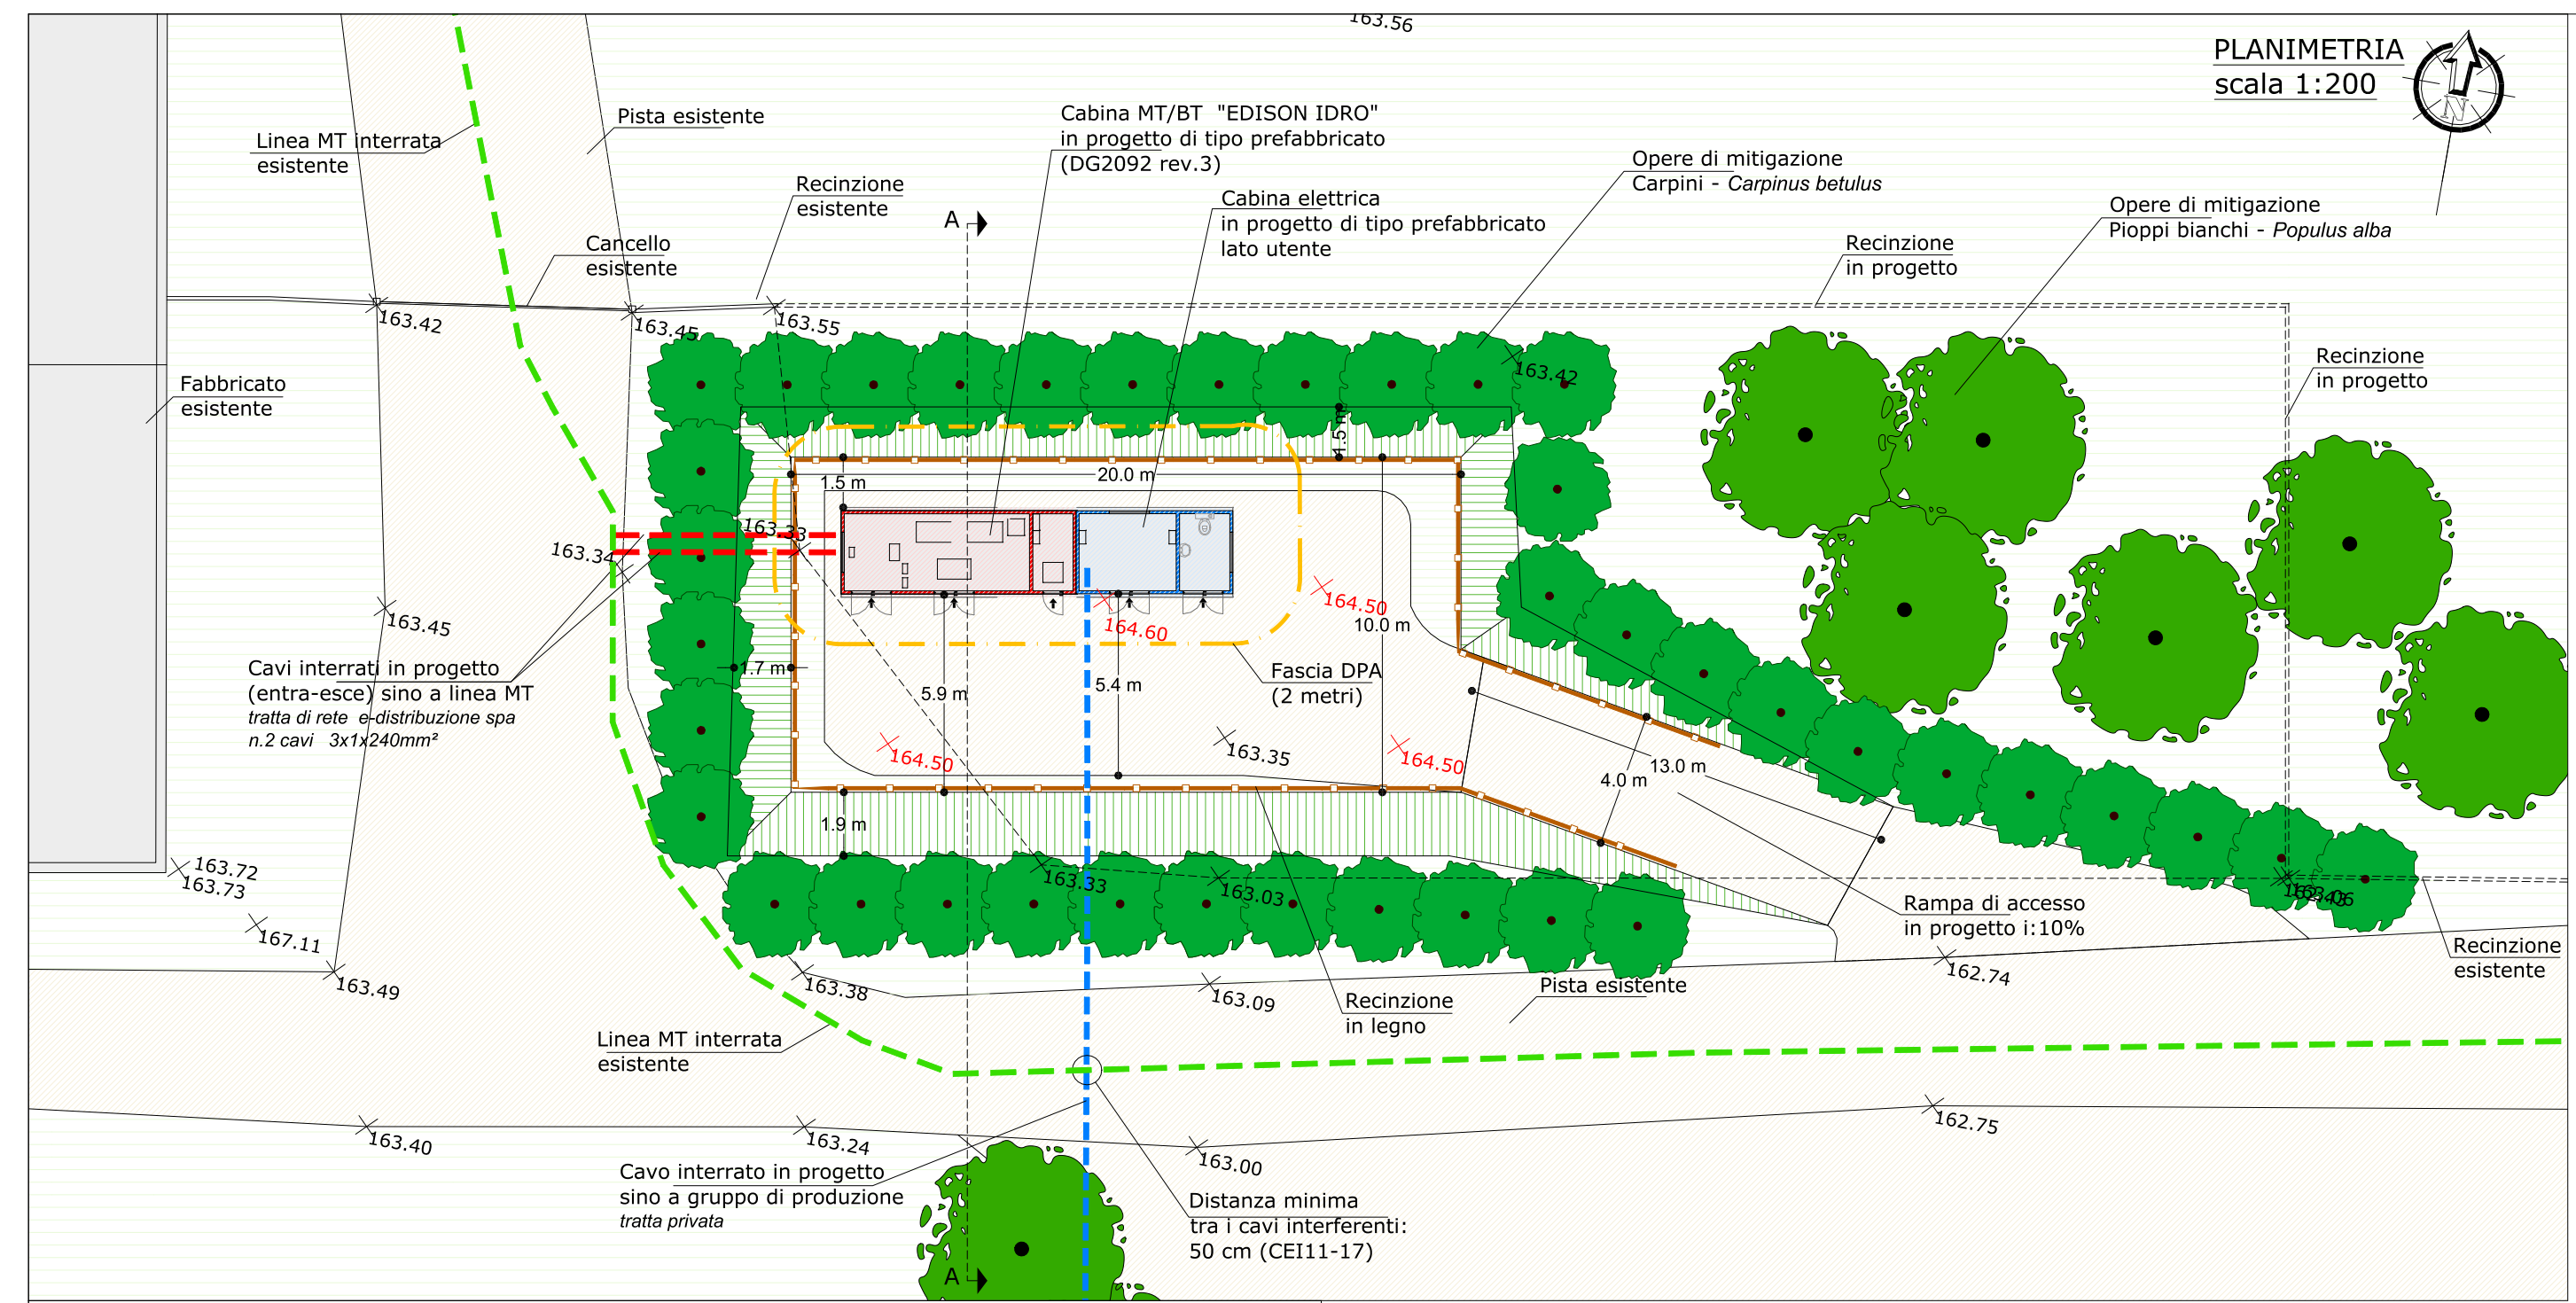 163.56
PLANIMETRIA
scala 1:200
N
Linea MT interrata
esistente
Pista esistente
Recinzione
esistente
Cancello
esistente
Cabina MT/BT "EDISON IDRO"
in progetto di tipo prefabbricato
(DG2092 rev.3)
Cabina elettrica
in progetto di tipo prefabbricato
lato utente
Opere di mitigazione
Carpini - Carpinus betulus
Opere di mitigazione
Pioppi bianchi - Populus alba
Recinzione
in progetto
Recinzione
in progetto
A
163.42
163.45
163.55
163.42
Fabbricato
esistente
1.5 m
20.0 m
1.5 m
163.33
163.34
163.45
164.50
164.60
10.0 m
Cavi interrati in progetto
(entra-esce) sino a linea MT
tratta di rete e-distribuzione spa
n.2 cavi 3x1x240mm²
1.7 m
5.9 m
5.4 m
Fascia DPA
(2 metri)
164.50
163.35
164.50
4.0 m
13.0 m
1.9 m
163.72
163.73
167.11
163.49
163.33
163.03
163.38
163.09
162.74
Rampa di accesso
in progetto i:10%
Recinzione
esistente
Pista esistente
Recinzione
in legno
Linea MT interrata
esistente
163.40
163.24
163.00
162.75
Cavo interrato in progetto
sino a gruppo di produzione
tratta privata
Distanza minima
tra i cavi interferenti:
50 cm (CEI11-17)
A